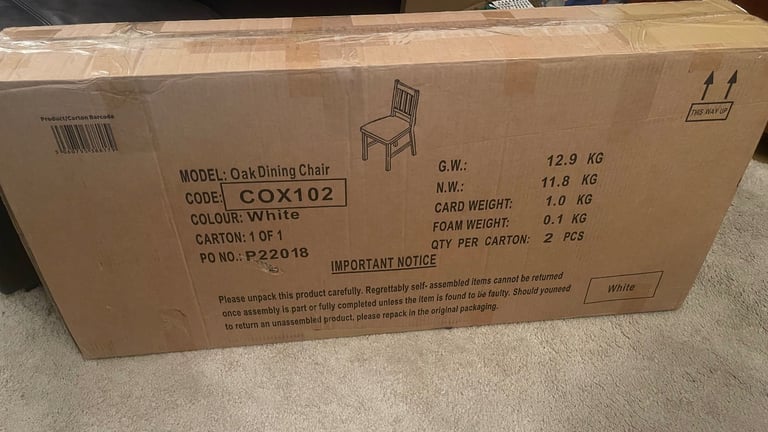 Product/Carton Barcode
THIS WAY UP
MODEL: Oak Dining Chair
CODE: COX102
COLOUR: White
CARTON: 1 OF 1
PO NO.: P22018
G.W.: 12.9 KG
N.W.: 11.8 KG
CARD WEIGHT: 1.0 KG
FOAM WEIGHT: 0.1 KG
QTY PER CARTON: 2 PCS
IMPORTANT NOTICE
Please unpack this product carefully. Regrettably self- assembled items cannot be returned
once assembly is part or fully completed unless the item is found to be faulty. Should youneed
to return an unassembled product, please repack in the original packaging.
White